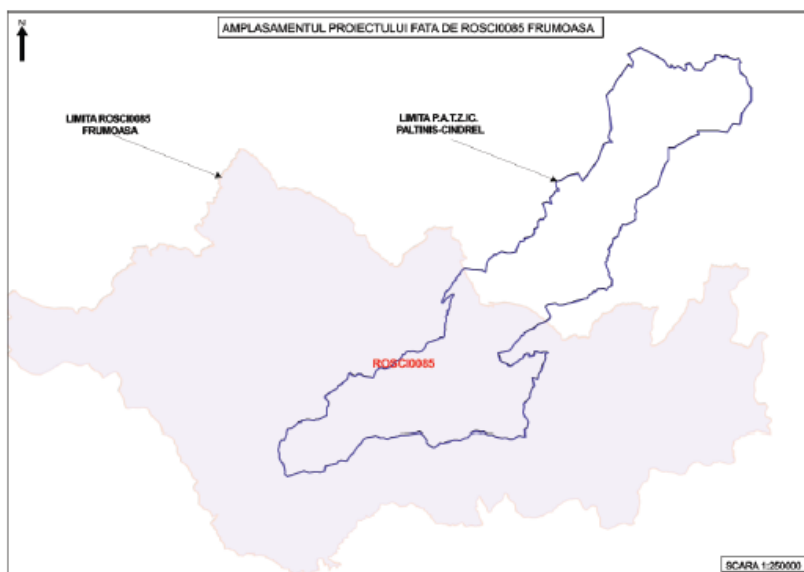 N
AMPLASAMENTUL PROIECTULUI FATA DE ROSCI0085 FRUMOASA
LIMITA ROSCI0085
FRUMOASA
LIMITA P.A.T.Z.I.C.
PALTINIS-CINDREL
ROSCI0085
SCARA 1:250000